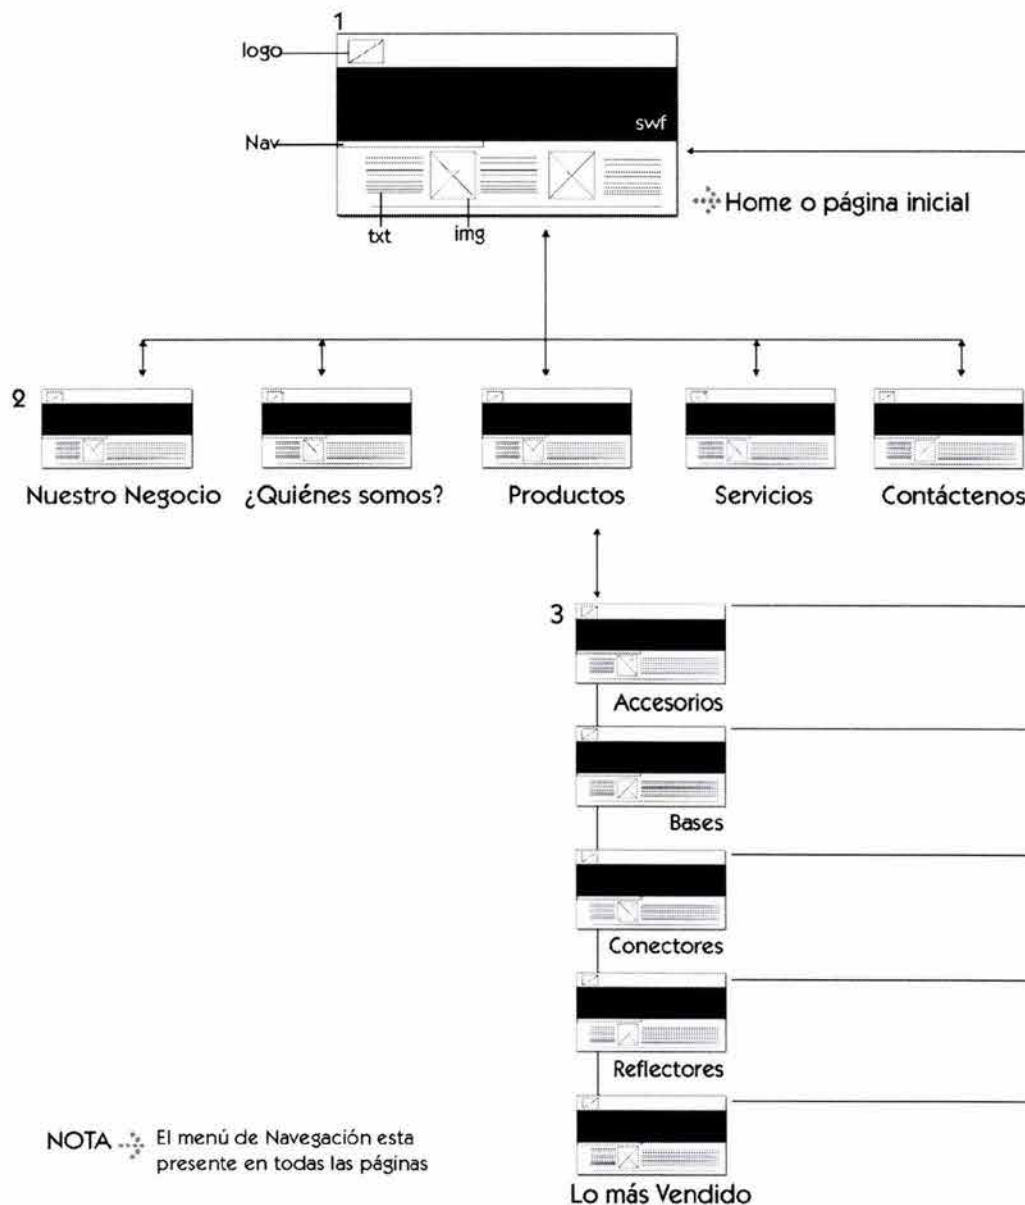 1
logo
swf
Nav
txt
img
Home o página inicial
2
Nuestro Negocio
¿Quiénes somos?
Productos
Servicios
Contáctenos
3
Accesorios
Bases
Conectores
Reflectores
Lo más Vendido
NOTA
El menú de Navegación esta
presente en todas las páginas